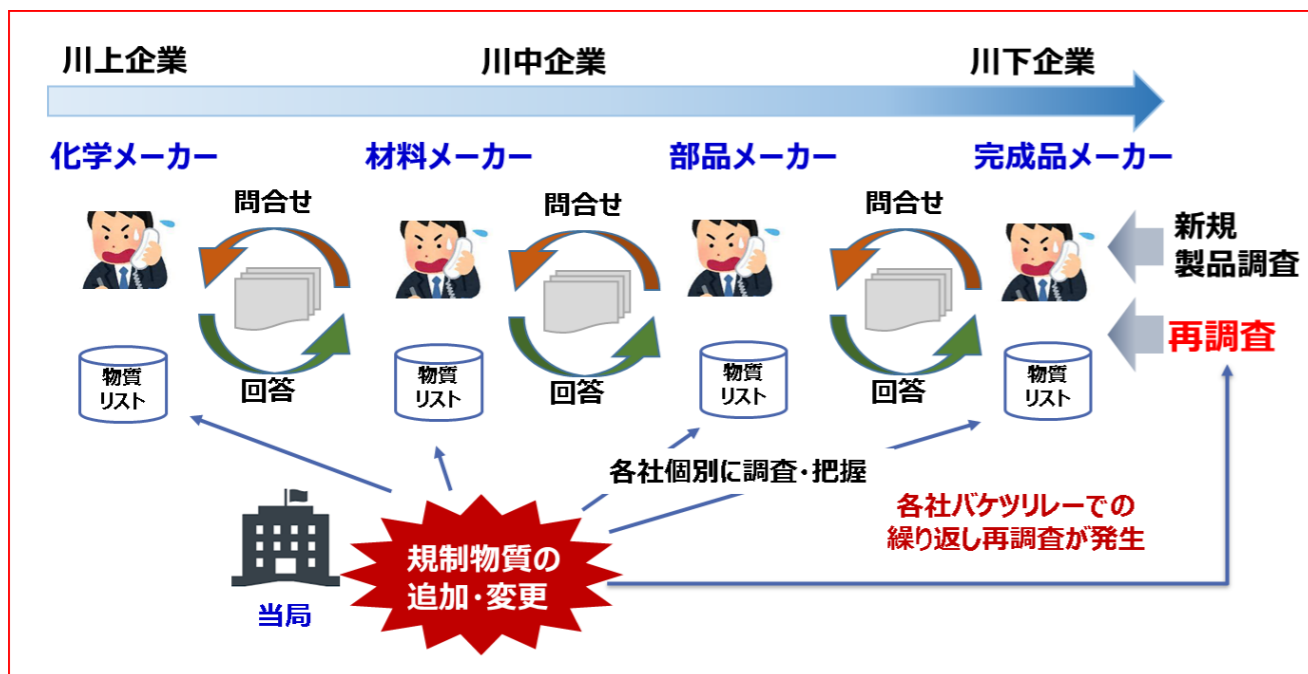 川上企業
川中企業
川下企業
化学メーカー
材料メーカー
部品メーカー
完成品メーカー
問合せ
問合せ
問合せ
新規
製品調査
再調査
物質
リスト
回答
物質
リスト
回答
物質
リスト
回答
物質
リスト
各社個別に調査・把握
各社バケツリレーでの
繰り返し再調査が発生
規制物質の
追加・変更
当局